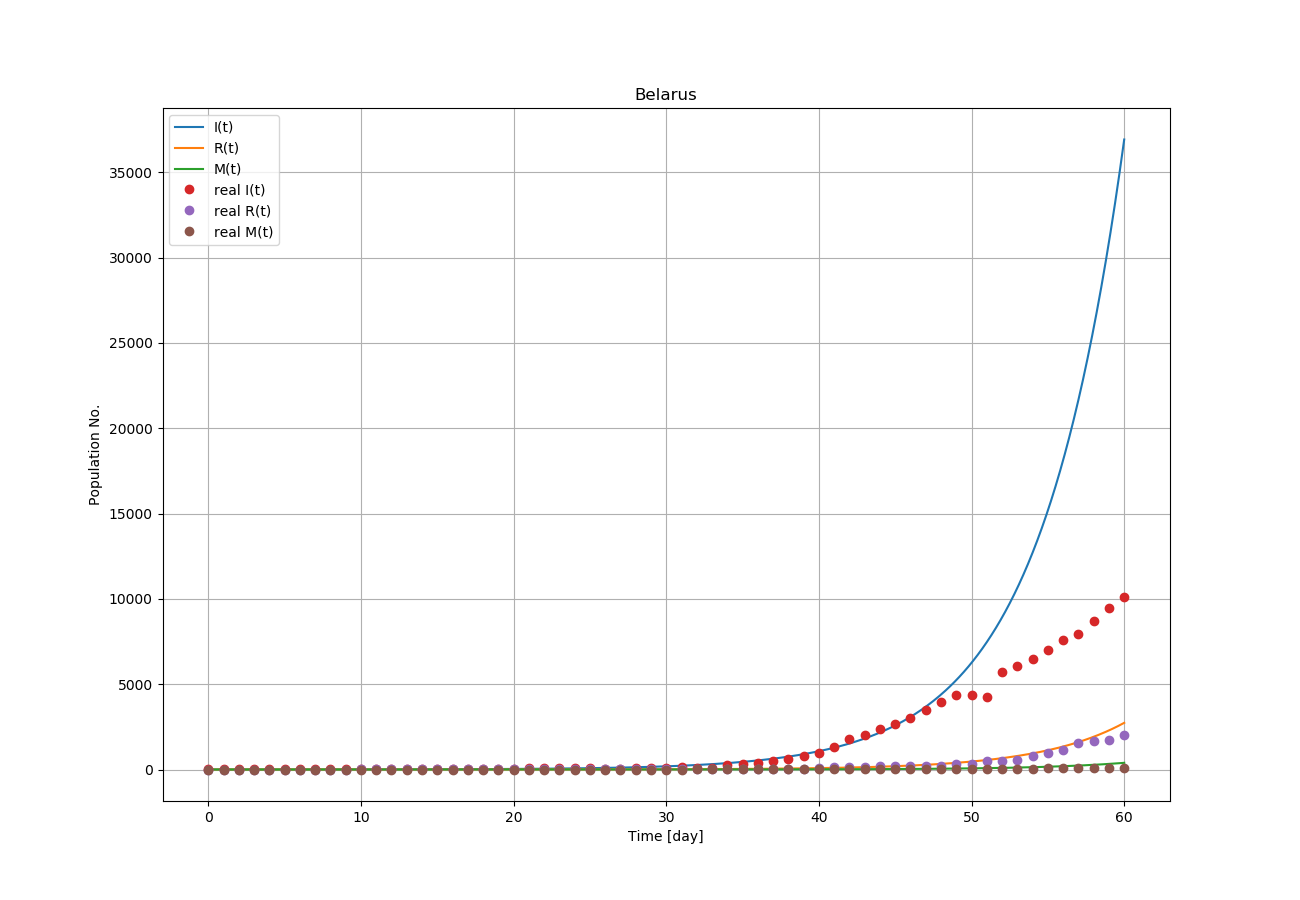 Belarus
I(t)
R(t)
M(t)
real I(t)
real R(t)
real M(t)
35000
30000
25000
20000
15000
10000
5000
0
Population No.
0 10 20 30 40 50 60
Time [day]